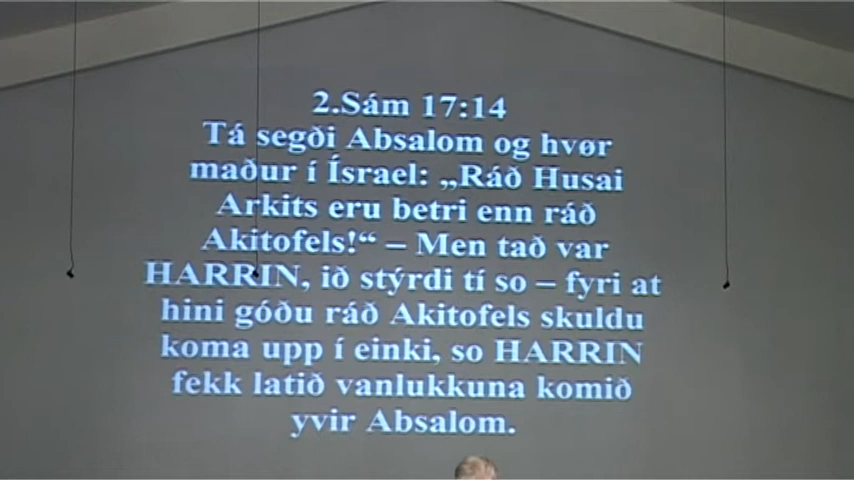 2.Sám 17:14
Tá segði Absalom og hvør
maður í Ísrael: „Ráð Husai
Arkits eru betri enn ráð
Akitofels!“ – Men tað var
HARRIN, ið stýrdi tí so – fyri at
hini góðu ráð Akitofels skuldu
koma upp í einki, so HARRIN
fekk latið vanlukkuna komið
yvir Absalom.